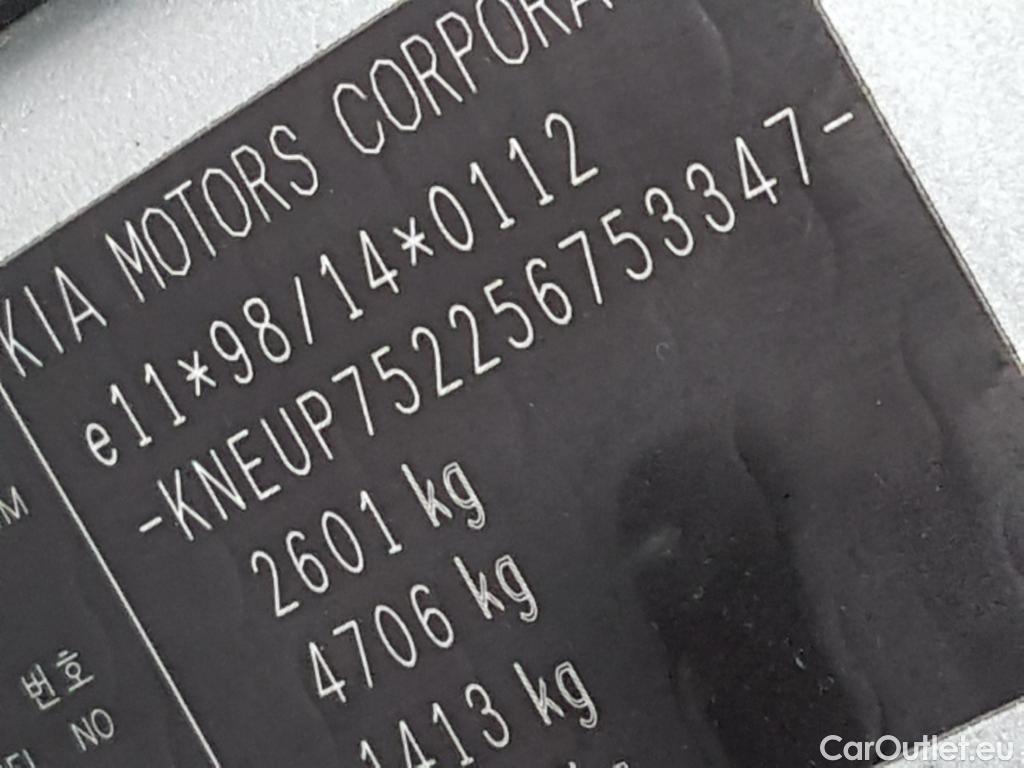 KIA MOTORS CORPORA
e11*98/14*0112
-KNEUP752256753347-
2601 kg
4706 kg
1413 kg
M
번호
NO
CarOutlet.eu